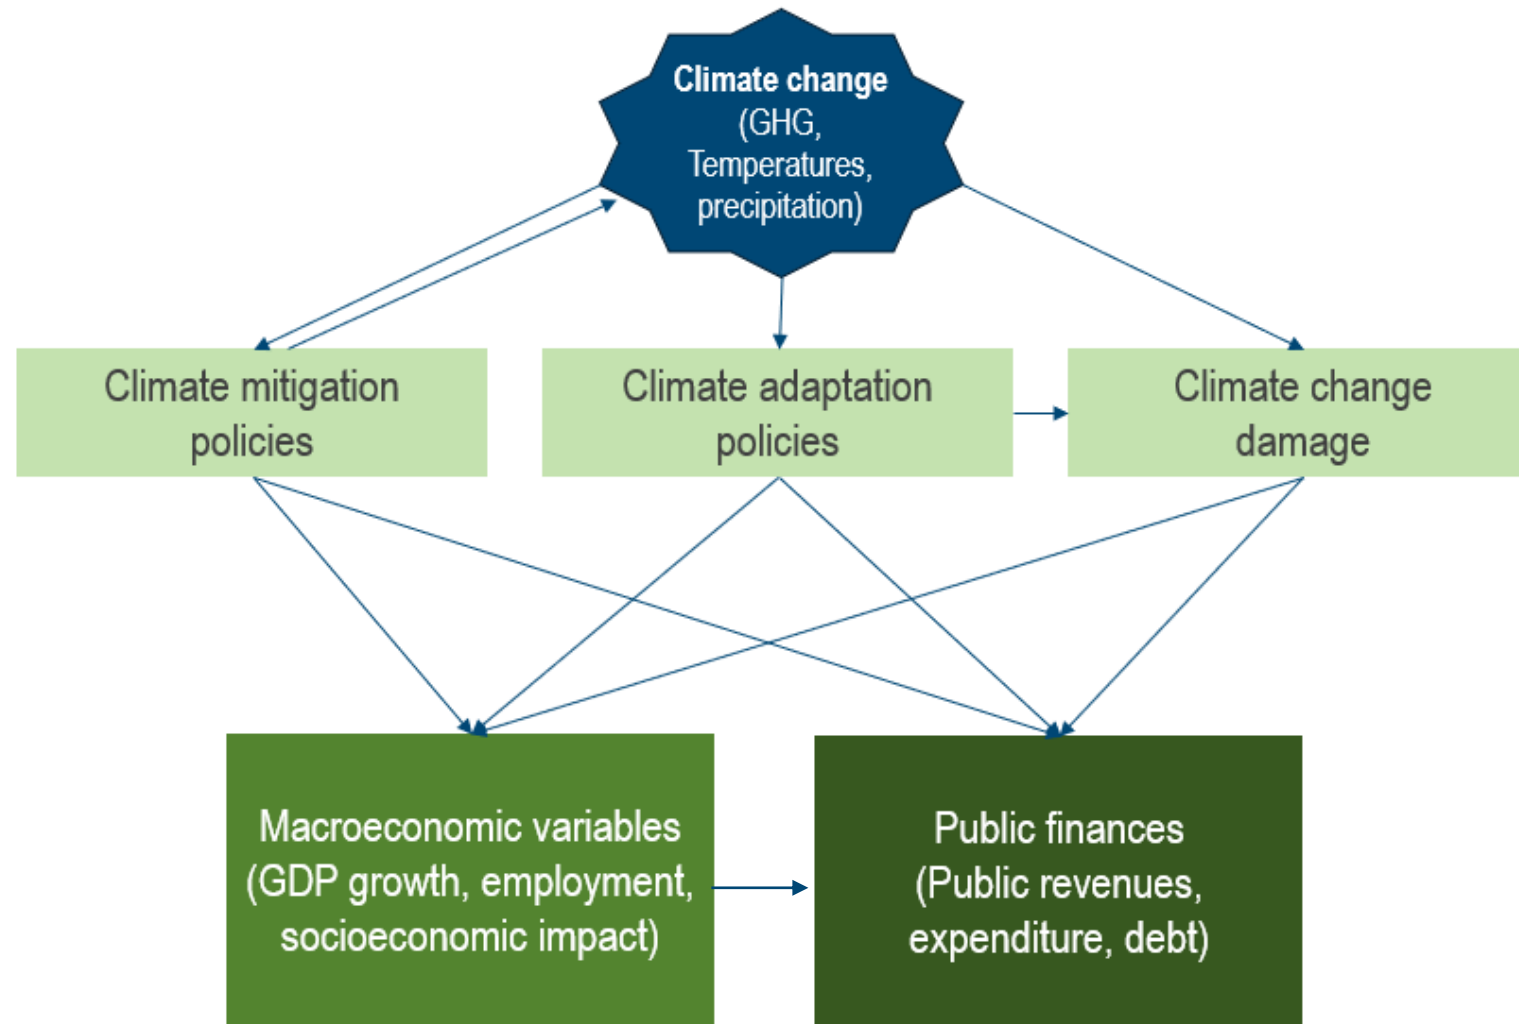 Climate change
(GHG,
Temperatures,
precipitation)
Climate mitigation
policies
Climate adaptation
policies
Climate change
damage
Macroeconomic variables
(GDP growth, employment,
socioeconomic impact)
Public finances
(Public revenues,
expenditure, debt)